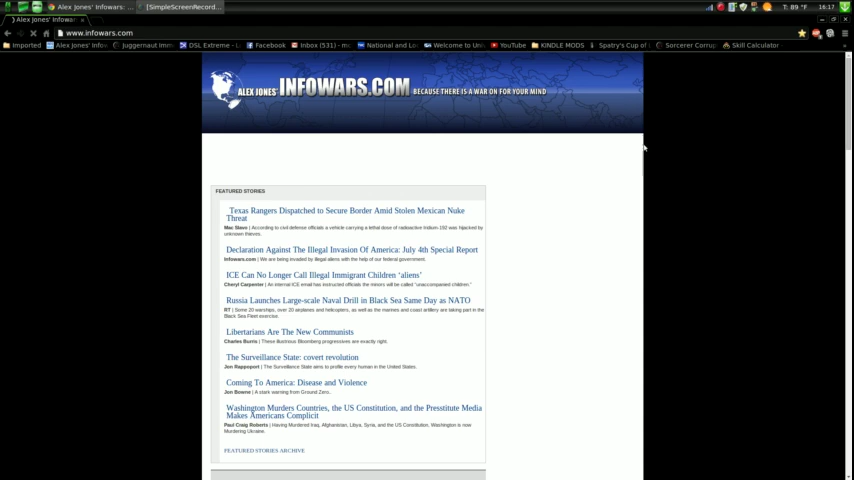 Alex Jones' Infowars: ...
[SimpleScreenRecord...
T: 89 °F
16:17
Alex Jones' Infowars:
www.infowars.com
Imported
Alex Jones' Info
Juggernaut Imm
DSL Extreme - L
Facebook
Inbox (531) - m
National and Lo
Welcome to Uni
YouTube
KINDLE MODS
Spatry's Cup of
Sorcerer Corrup
Skill Calculator
»
ALEX JONES' INFOWARS.COM BECAUSE THERE IS A WAR ON FOR YOUR MIND
FEATURED STORIES
Texas Rangers Dispatched to Secure Border Amid Stolen Mexican Nuke
Threat
Mac Slavo | According to civil defense officials a vehicle carrying a lethal dose of radioactive Iridium-192 was hijacked by
unknown thieves.
Declaration Against The Illegal Invasion Of America: July 4th Special Report
Infowars.com | We are being invaded by illegal aliens with the help of our federal government.
ICE Can No Longer Call Illegal Immigrant Children ‘aliens’
Cheryl Carpenter | An internal ICE email has instructed officials the minors will be called "unaccompanied children."
Russia Launches Large-scale Naval Drill in Black Sea Same Day as NATO
RT | Some 20 warships, over 20 airplanes and helicopters, as well as the marines and coast artillery are taking part in the
Black Sea Fleet exercise.
Libertarians Are The New Communists
Charles Burris | These illustrious Bloomberg progressives are exactly right.
The Surveillance State: covert revolution
Jon Rappoport | The Surveillance State aims to profile every human in the United States.
Coming To America: Disease and Violence
Jon Bowne | A stark warning from Ground Zero.
Washington Murders Countries, the US Constitution, and the Presstitute Media
Makes Americans Complicit
Paul Craig Roberts | Having Murdered Iraq, Afghanistan, Libya, Syria, and the US Constitution, Washington is now
Murdering Ukraine.
FEATURED STORIES ARCHIVE